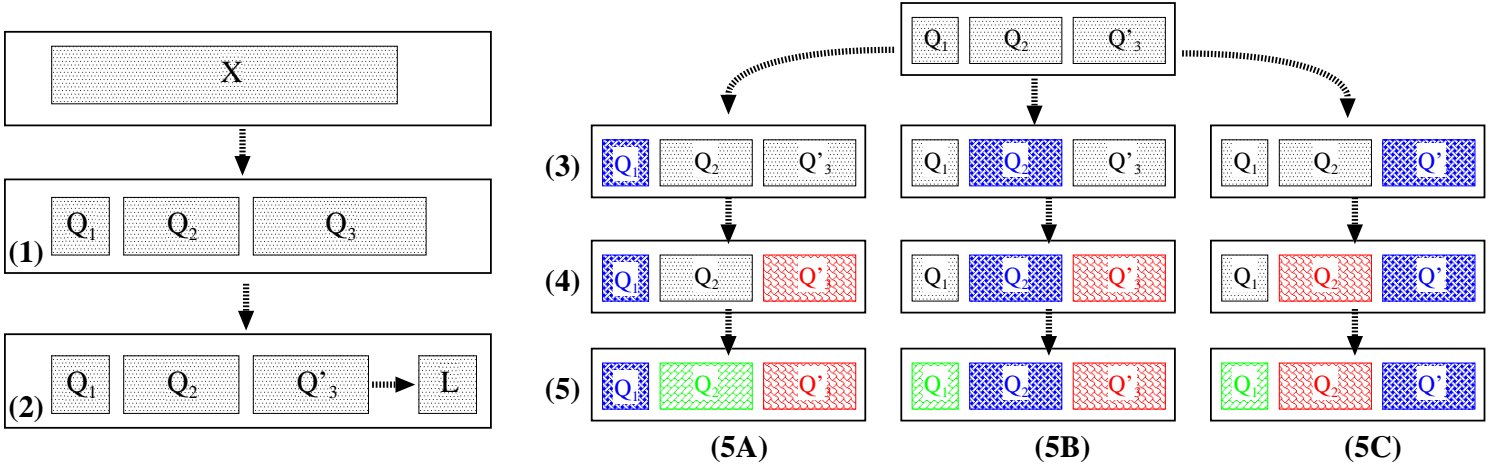 X
(1) Q₁ Q₂ Q₃
(2) Q₁ Q₂ Q’₃ L
Q₁ Q₂ Q’₃
(3) Q₁ Q₂ Q’₃ Q₁ Q₂ Q’₃ Q₁ Q₂ Q’
(4) Q₁ Q₂ Q’₃ Q₁ Q₂ Q’₃ Q₁ Q₂ Q’
(5) Q₁ Q₂ Q’₃ Q₁ Q₂ Q’₃ Q₁ Q₂ Q’
(5A) (5B) (5C)